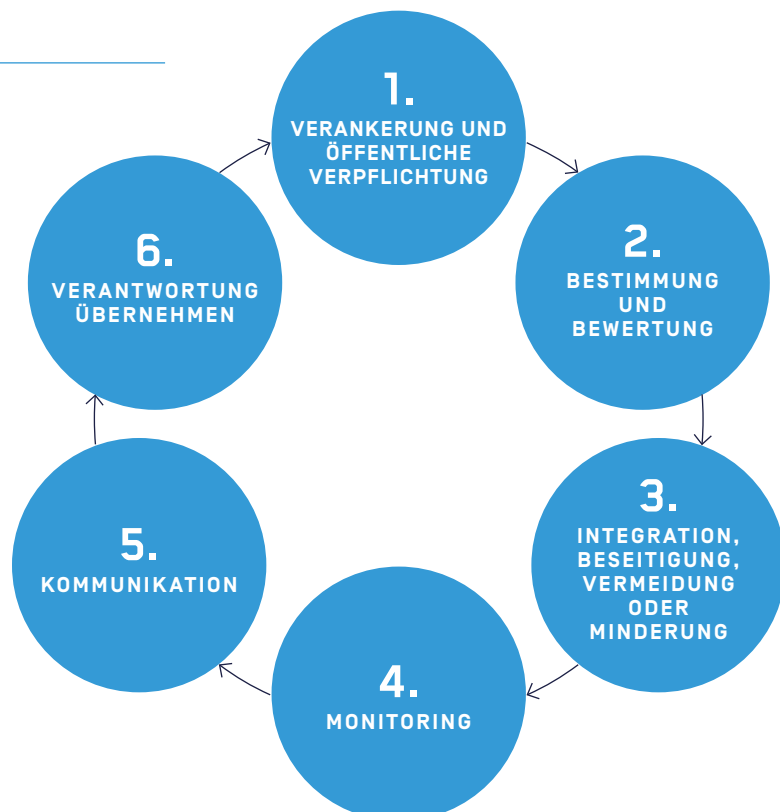 1.
VERANKERUNG UND
ÖFFENTLICHE
VERPFLICHTUNG
2.
BESTIMMUNG
UND
BEWERTUNG
3.
INTEGRATION,
BESEITIGUNG,
VERMEIDUNG
ODER
MINDERUNG
4.
MONITORING
5.
KOMMUNIKATION
6.
VERANTWORTUNG
ÜBERNEHMEN